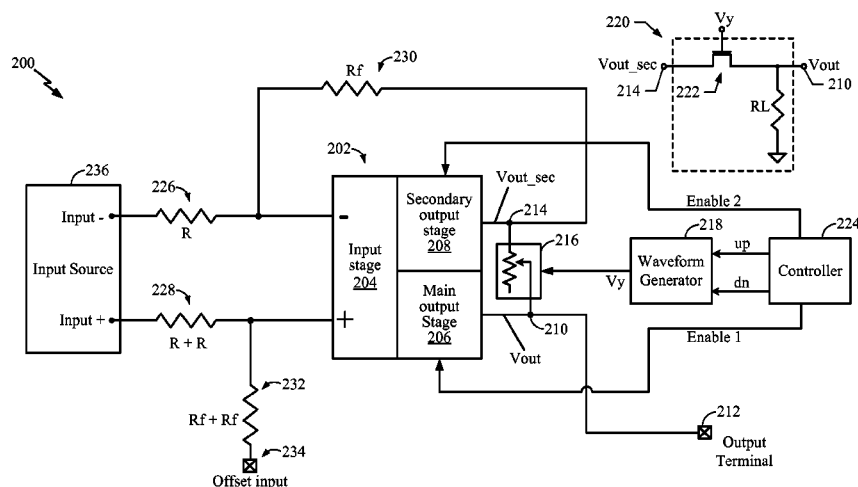 200
230
Rf
220
Vy
Vout_sec
Vout
214
222
210
RL
236
226
202
Input -
R
Vout_sec
Enable 2
Input Source
Input stage
204
Secondary output stage
208
214
216
218
224
-
228
Waveform Generator
up
dn
Controller
Vy
Input +
R + R
+
Main output Stage
206
210
Vout
Enable 1
232
Rf + Rf
234
Offset input
212
Output Terminal